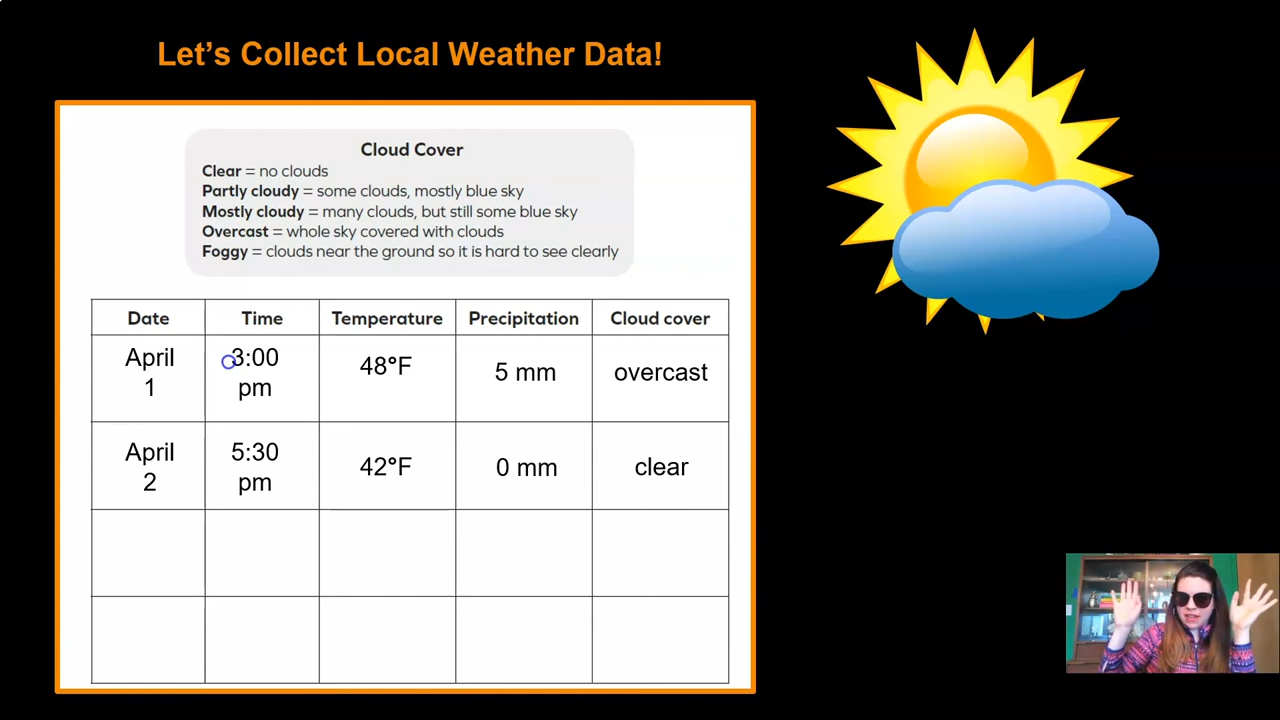 Let’s Collect Local Weather Data!
Cloud Cover
Clear = no clouds
Partly cloudy = some clouds, mostly blue sky
Mostly cloudy = many clouds, but still some blue sky
Overcast = whole sky covered with clouds
Foggy = clouds near the ground so it is hard to see clearly
Date Time Temperature Precipitation Cloud cover
April 1 3:00 pm 48°F 5 mm overcast
April 2 5:30 pm 42°F 0 mm clear